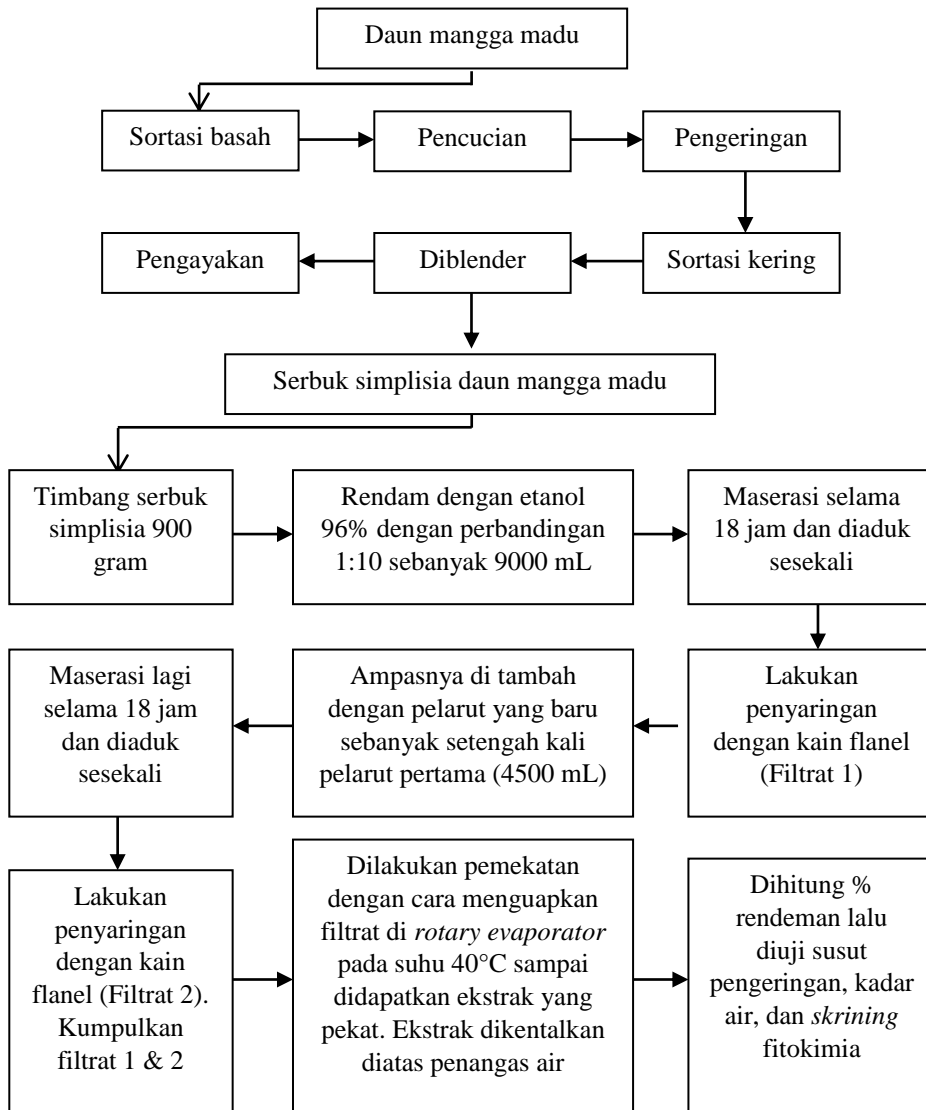 Daun mangga madu
Sortasi basah
Pencucian
Pengeringan
Sortasi kering
Diblender
Pengayakan
Serbuk simplisia daun mangga madu
Timbang serbuk
simplisia 900
gram
Rendam dengan etanol
96% dengan perbandingan
1:10 sebanyak 9000 mL
Maserasi selama
18 jam dan diaduk
sesekali
Lakukan
penyaringan
dengan kain flanel
(Filtrat 1)
Ampasnya di tambah
dengan pelarut yang baru
sebanyak setengah kali
pelarut pertama (4500 mL)
Maserasi lagi
selama 18 jam
dan diaduk
sesekali
Lakukan
penyaringan
dengan kain
flanel (Filtrat 2).
Kumpulkan
filtrat 1 & 2
Dilakukan pemekatan
dengan cara menguapkan
filtrat di rotary evaporator
pada suhu 40°C sampai
didapatkan ekstrak yang
pekat. Ekstrak dikentalkan
diatas penangas air
Dihitung %
rendeman lalu
diuji susut
pengeringan, kadar
air, dan skrining
fitokimia